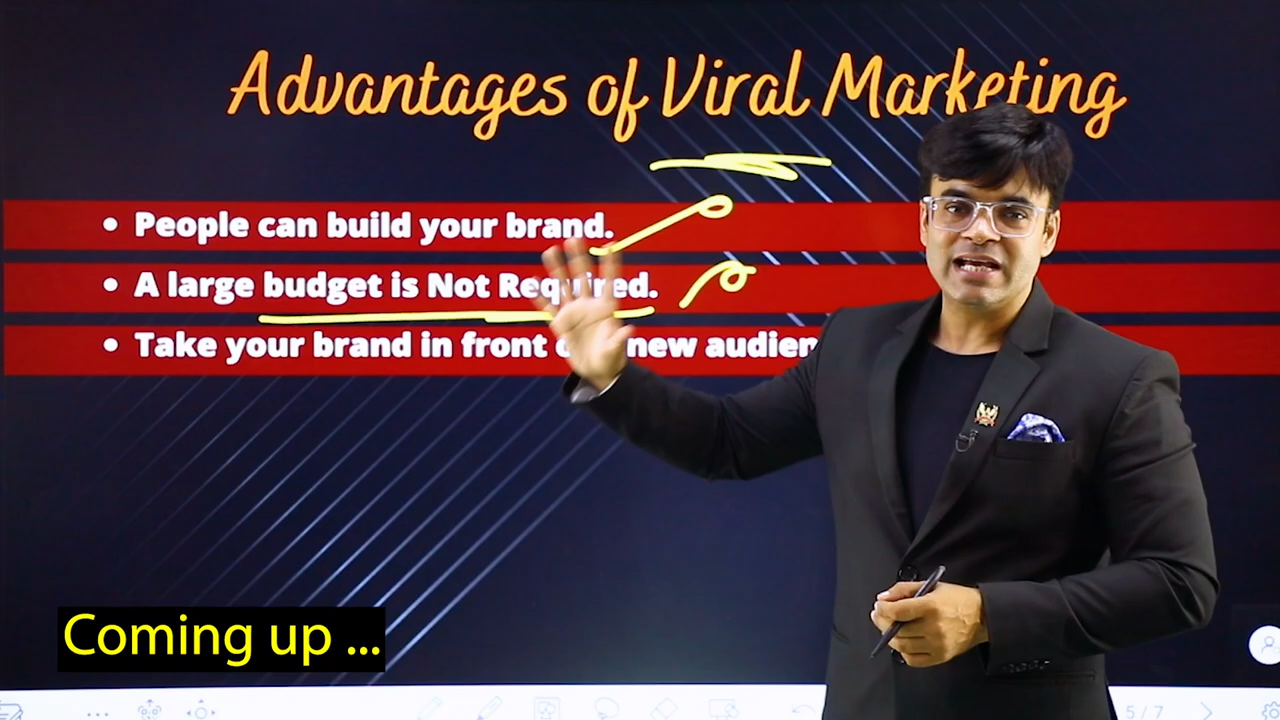 Advantages of Viral Marketing
• People can build your brand.
• A large budget is Not Required.
• Take your brand in front new
Coming up ...
5 / 7